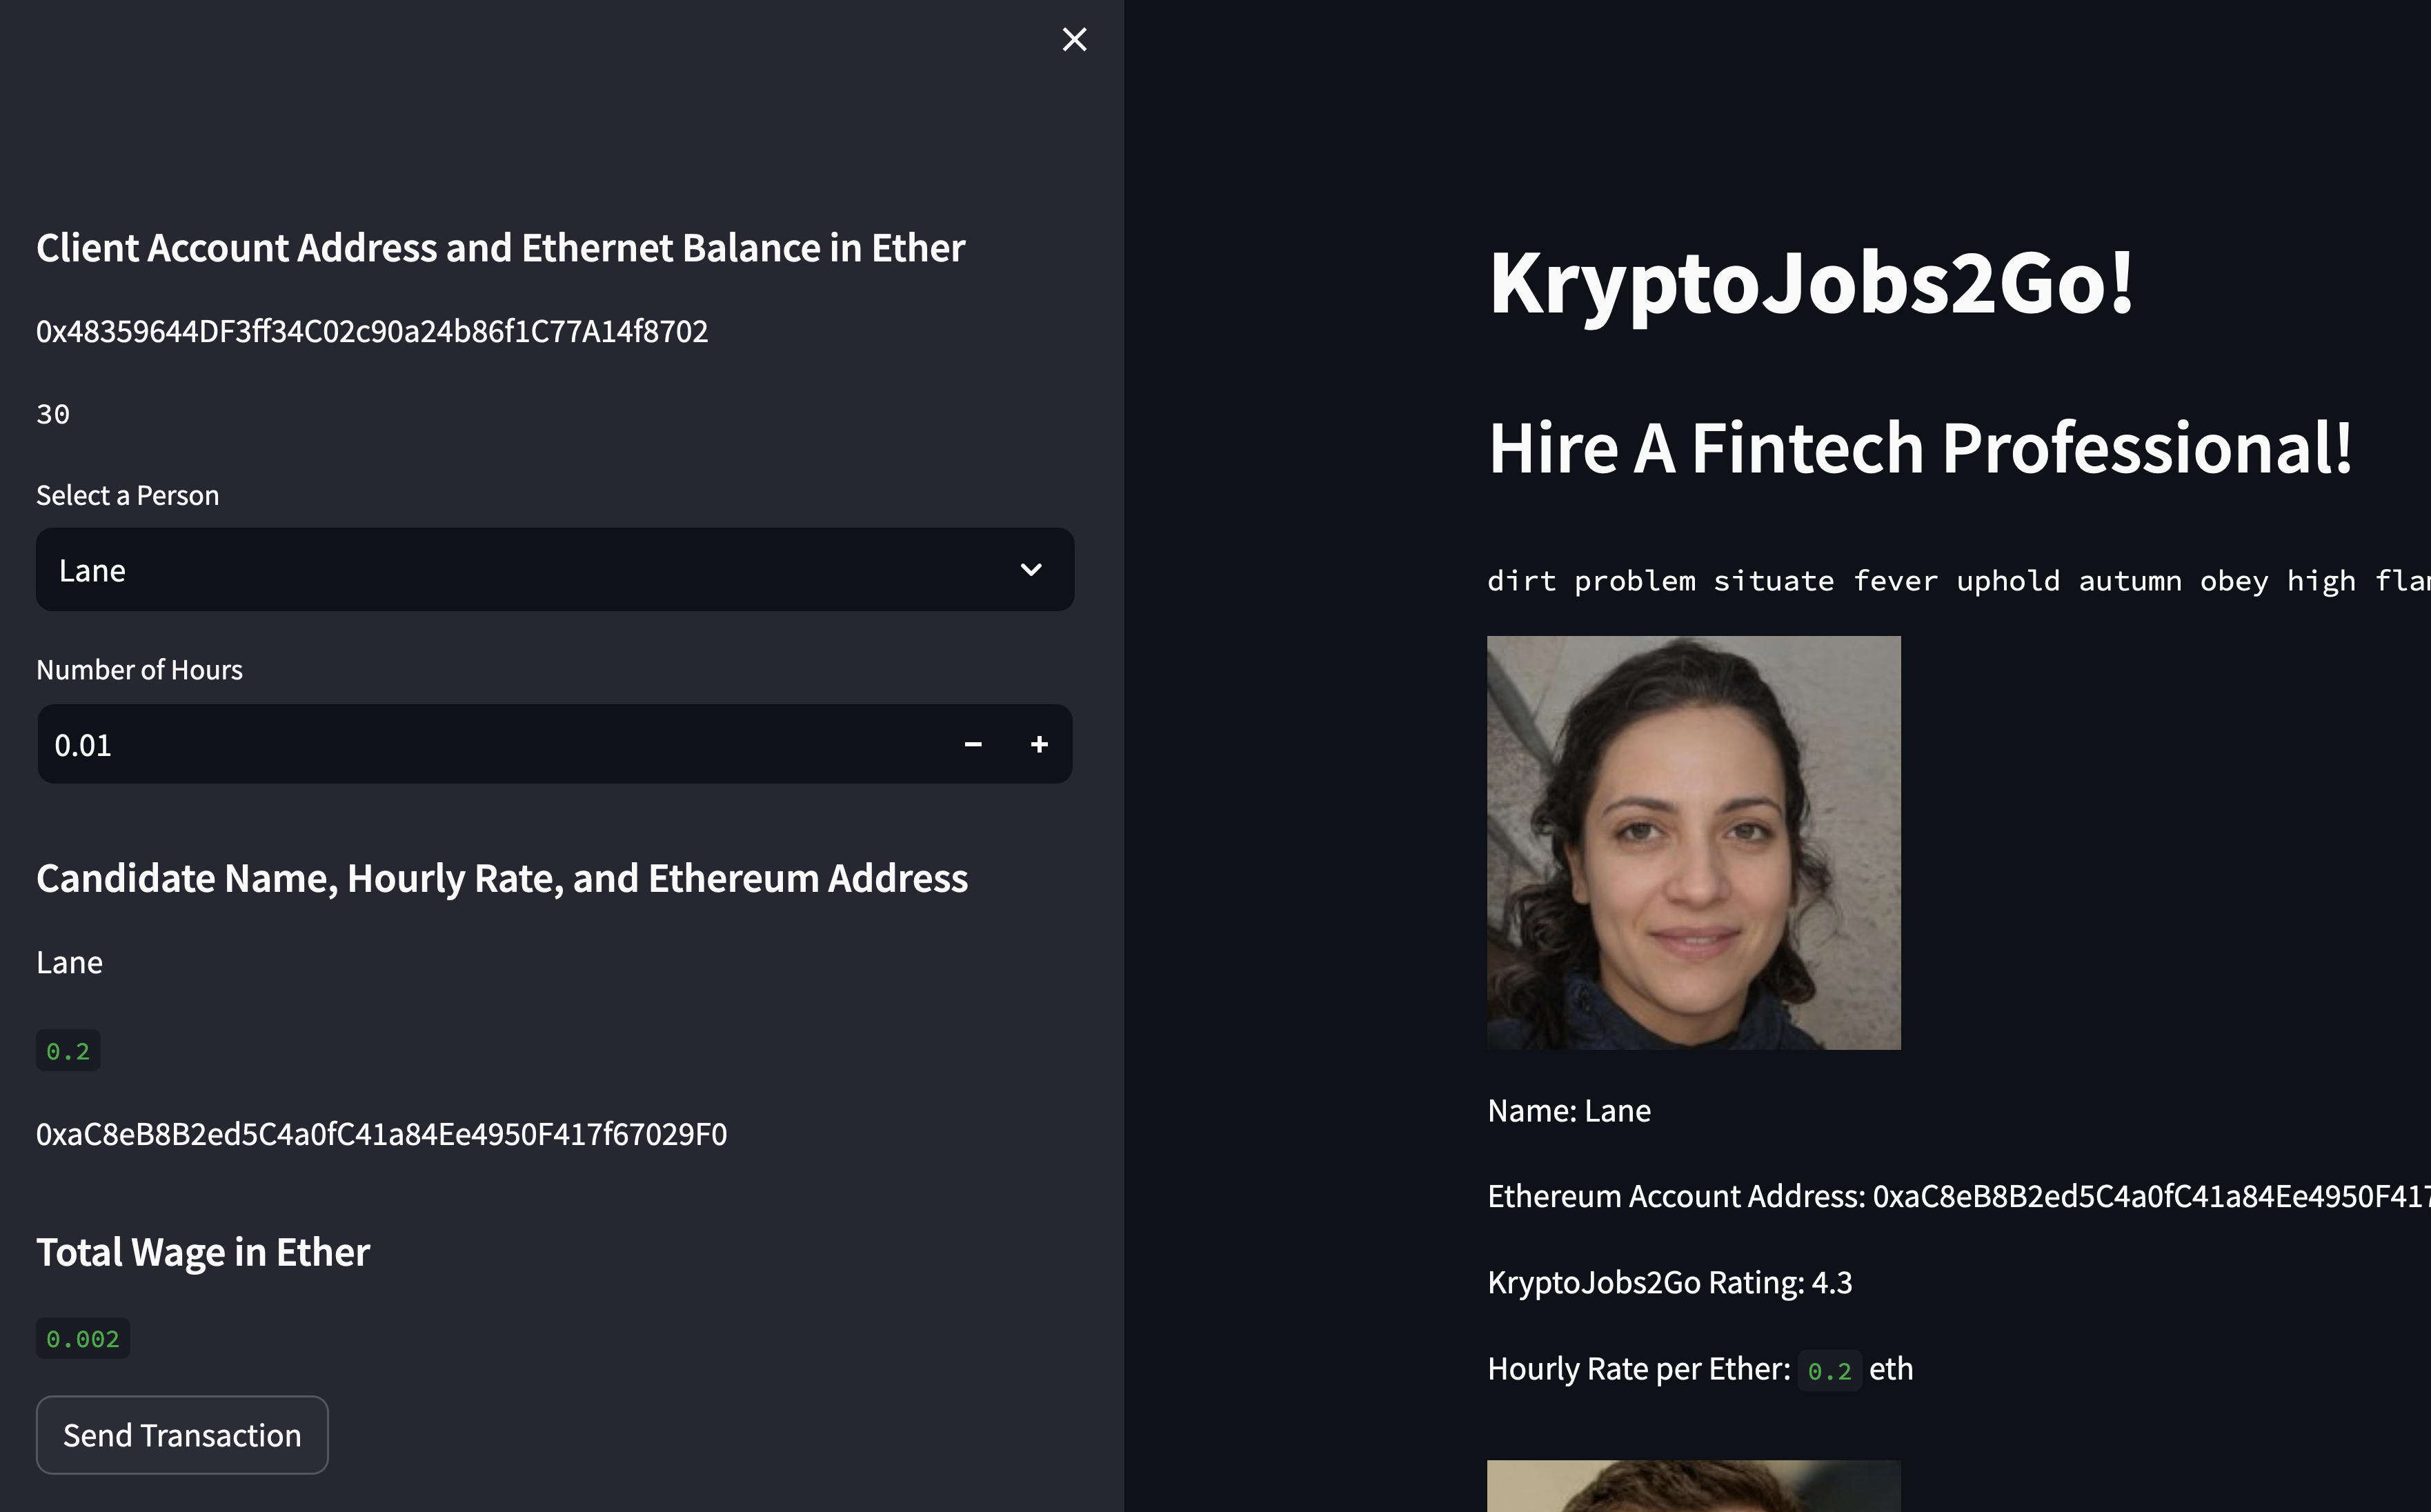 Client Account Address and Ethernet Balance in Ether
0x48359644DF3ff34C02c90a24b86f1C77A14f8702
30
Select a Person
Lane
Number of Hours
0.01
Candidate Name, Hourly Rate, and Ethereum Address
Lane
0.2
0xaC8eB8B2ed5C4a0fC41a84Ee4950F417f67029F0
Total Wage in Ether
0.002
Send Transaction
KryptoJobs2Go!
Hire A Fintech Professional!
dirt problem situate fever uphold autumn obey high
Name: Lane
Ethereum Account Address: 0xaC8eB8B2ed5C4a0fC41a84Ee4950F417
KryptoJobs2Go Rating: 4.3
Hourly Rate per Ether: 0.2 eth